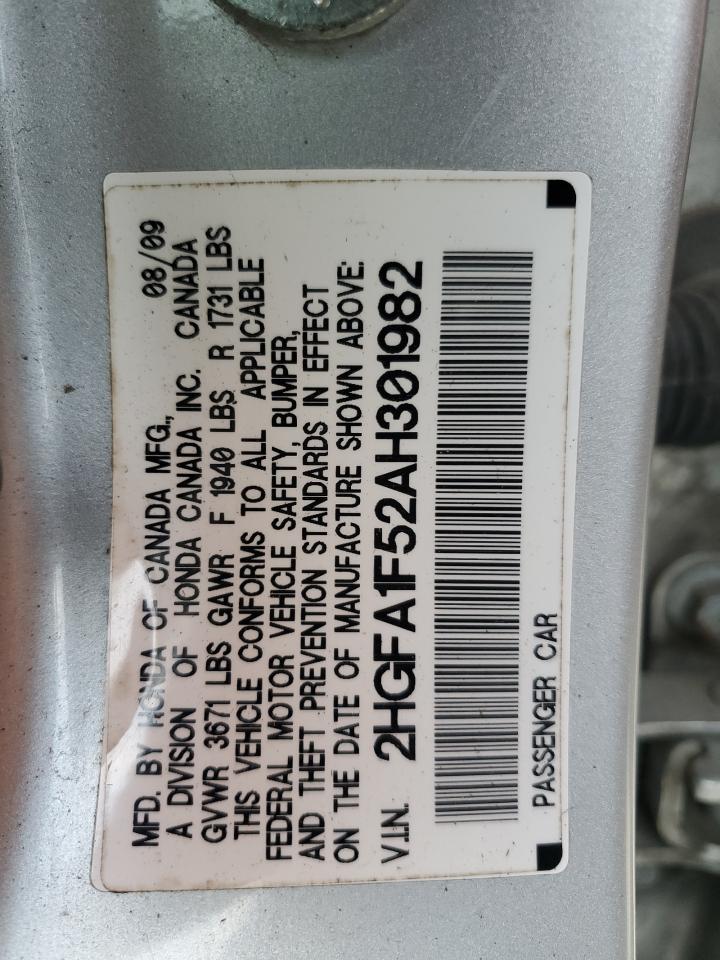 MFD. BY HONDA OF CANADA MFG., 08/09
A DIVISION OF HONDA CANADA INC. CANADA
GVWR 3671 LBS GAWR F 1940 LBS R 1731 LBS
THIS VEHICLE CONFORMS TO ALL APPLICABLE
FEDERAL MOTOR VEHICLE SAFETY, BUMPER,
AND THEFT PREVENTION STANDARDS IN EFFECT
ON THE DATE OF MANUFACTURE SHOWN ABOVE:
V.I.N. 2HGFA1F52AH301982
PASSENGER CAR